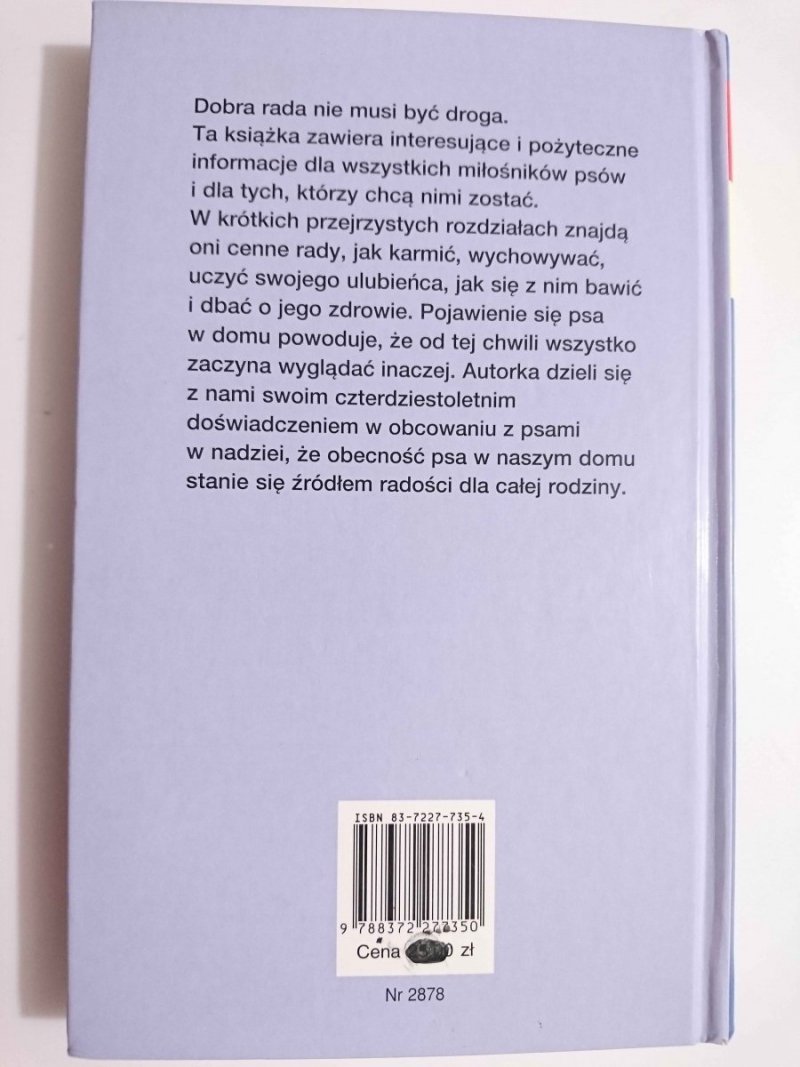 Dobra rada nie musi być droga.
Ta książka zawiera interesujące i pożyteczne
informacje dla wszystkich miłośników psów
i dla tych, którzy chcą nimi zostać.
W krótkich przejrzystych rozdziałach znajdą
oni cenne rady, jak karmić, wychowywać,
uczyć swojego ulubieńca, jak się z nim bawić
i dbać o jego zdrowie. Pojawienie się psa
w domu powoduje, że od tej chwili wszystko
zaczyna wyglądać inaczej. Autorka dzieli się
z nami swoim czterdziestoletnim
doświadczeniem w obcowaniu z psami
w nadziei, że obecność psa w naszym domu
stanie się źródłem radości dla całej rodziny.
ISBN 83-7227-735-4
9 788372 277350
Cena zł
Nr 2878